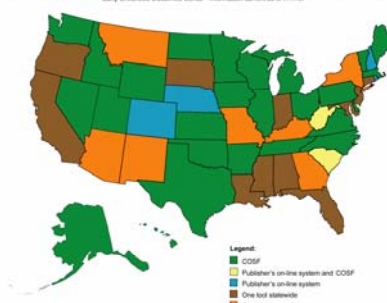 Legend:
COSF
Publisher's on-line system and COSF
Publisher's on-line system
One tool statewide